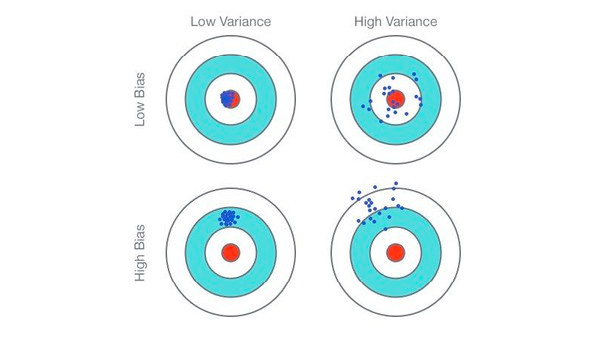 Low Variance
High Variance
Low Bias
High Bias